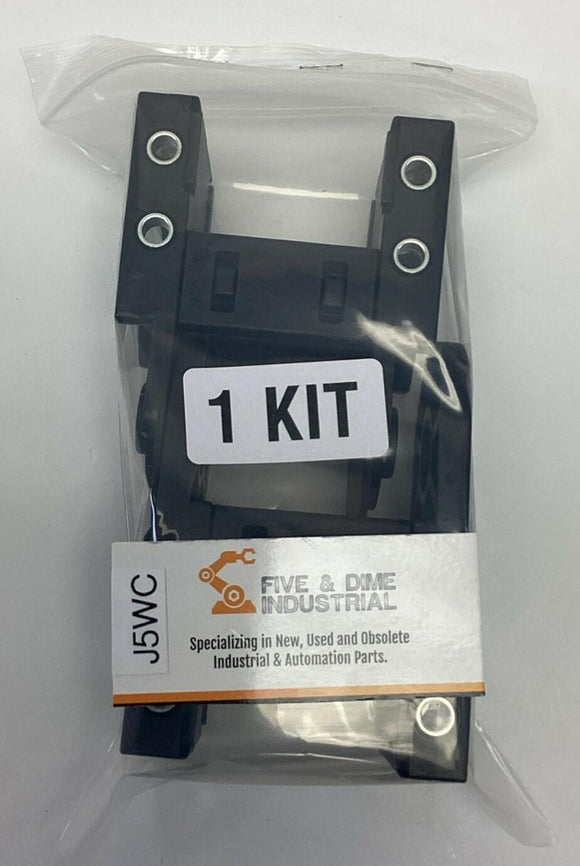 1 KIT
J5WC
FIVE & DIME
INDUSTRIAL
Specializing in New, Used and Obsolete
Industrial & Automation Parts.